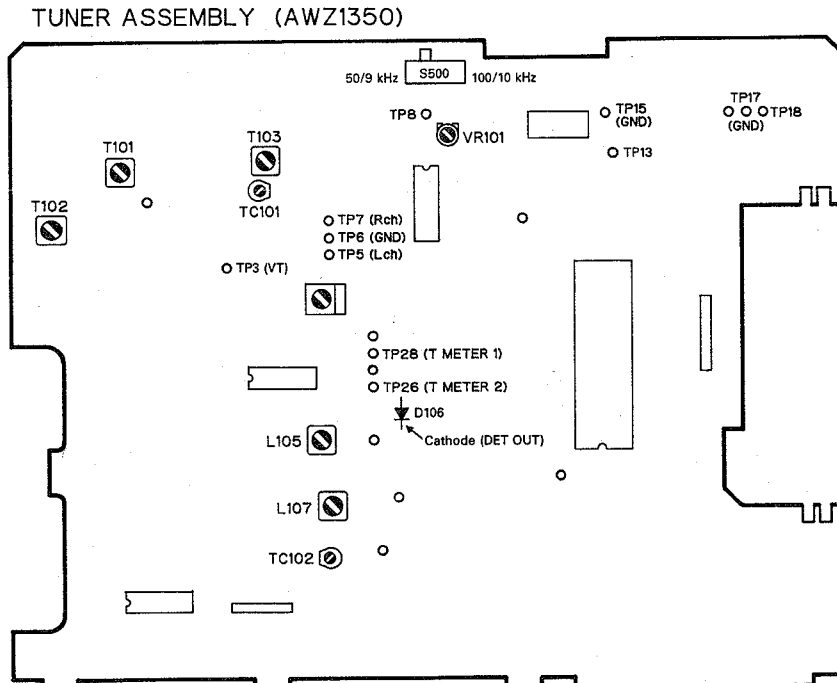 TUNER ASSEMBLY (AWZ1350)
50/9 kHz S500 100/10 kHz
TP8
VR101
TP15
(GND)
TP17
TP18
(GND)
TP13
T101
T103
TC101
T102
TP7 (Rch)
TP6 (GND)
TP5 (Lch)
TP3 (VT)
TP28 (T METER 1)
TP26 (T METER 2)
D106
Cathode (DET OUT)
L105
L107
TC102